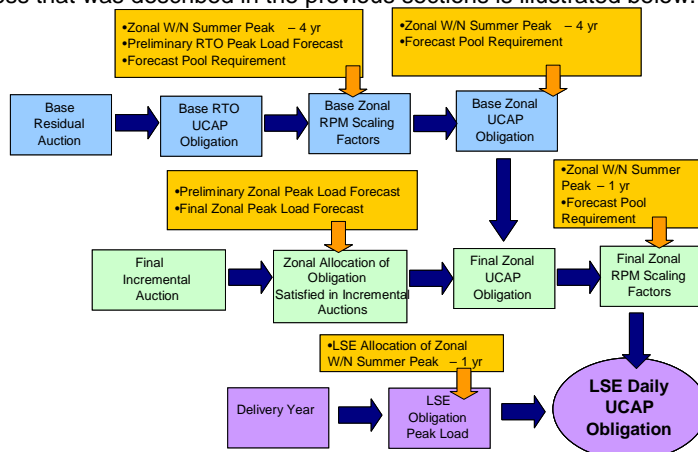 ess that was described in the previous sections is illustrated below.
•Zonal W/N Summer Peak – 4 yr
•Preliminary RTO Peak Load Forecast
•Forecast Pool Requirement
•Zonal W/N Summer Peak – 4 yr
•Forecast Pool Requirement
Base
Residual
Auction
Base RTO
UCAP
Obligation
Base Zonal
RPM Scaling
Factors
Base Zonal
UCAP
Obligation
•Preliminary Zonal Peak Load Forecast
•Final Zonal Peak Load Forecast
•Zonal W/N Summer
Peak – 1 yr
•Forecast Pool
Requirement
Final
Incremental
Auction
Zonal Allocation of
Obligation
Satisfied in Incremental
Auctions
Final Zonal
UCAP
Obligation
Final Zonal
RPM Scaling
Factors
•LSE Allocation of Zonal
W/N Summer Peak – 1 yr
Delivery Year
LSE
Obligation
Peak Load
LSE Daily
UCAP
Obligation